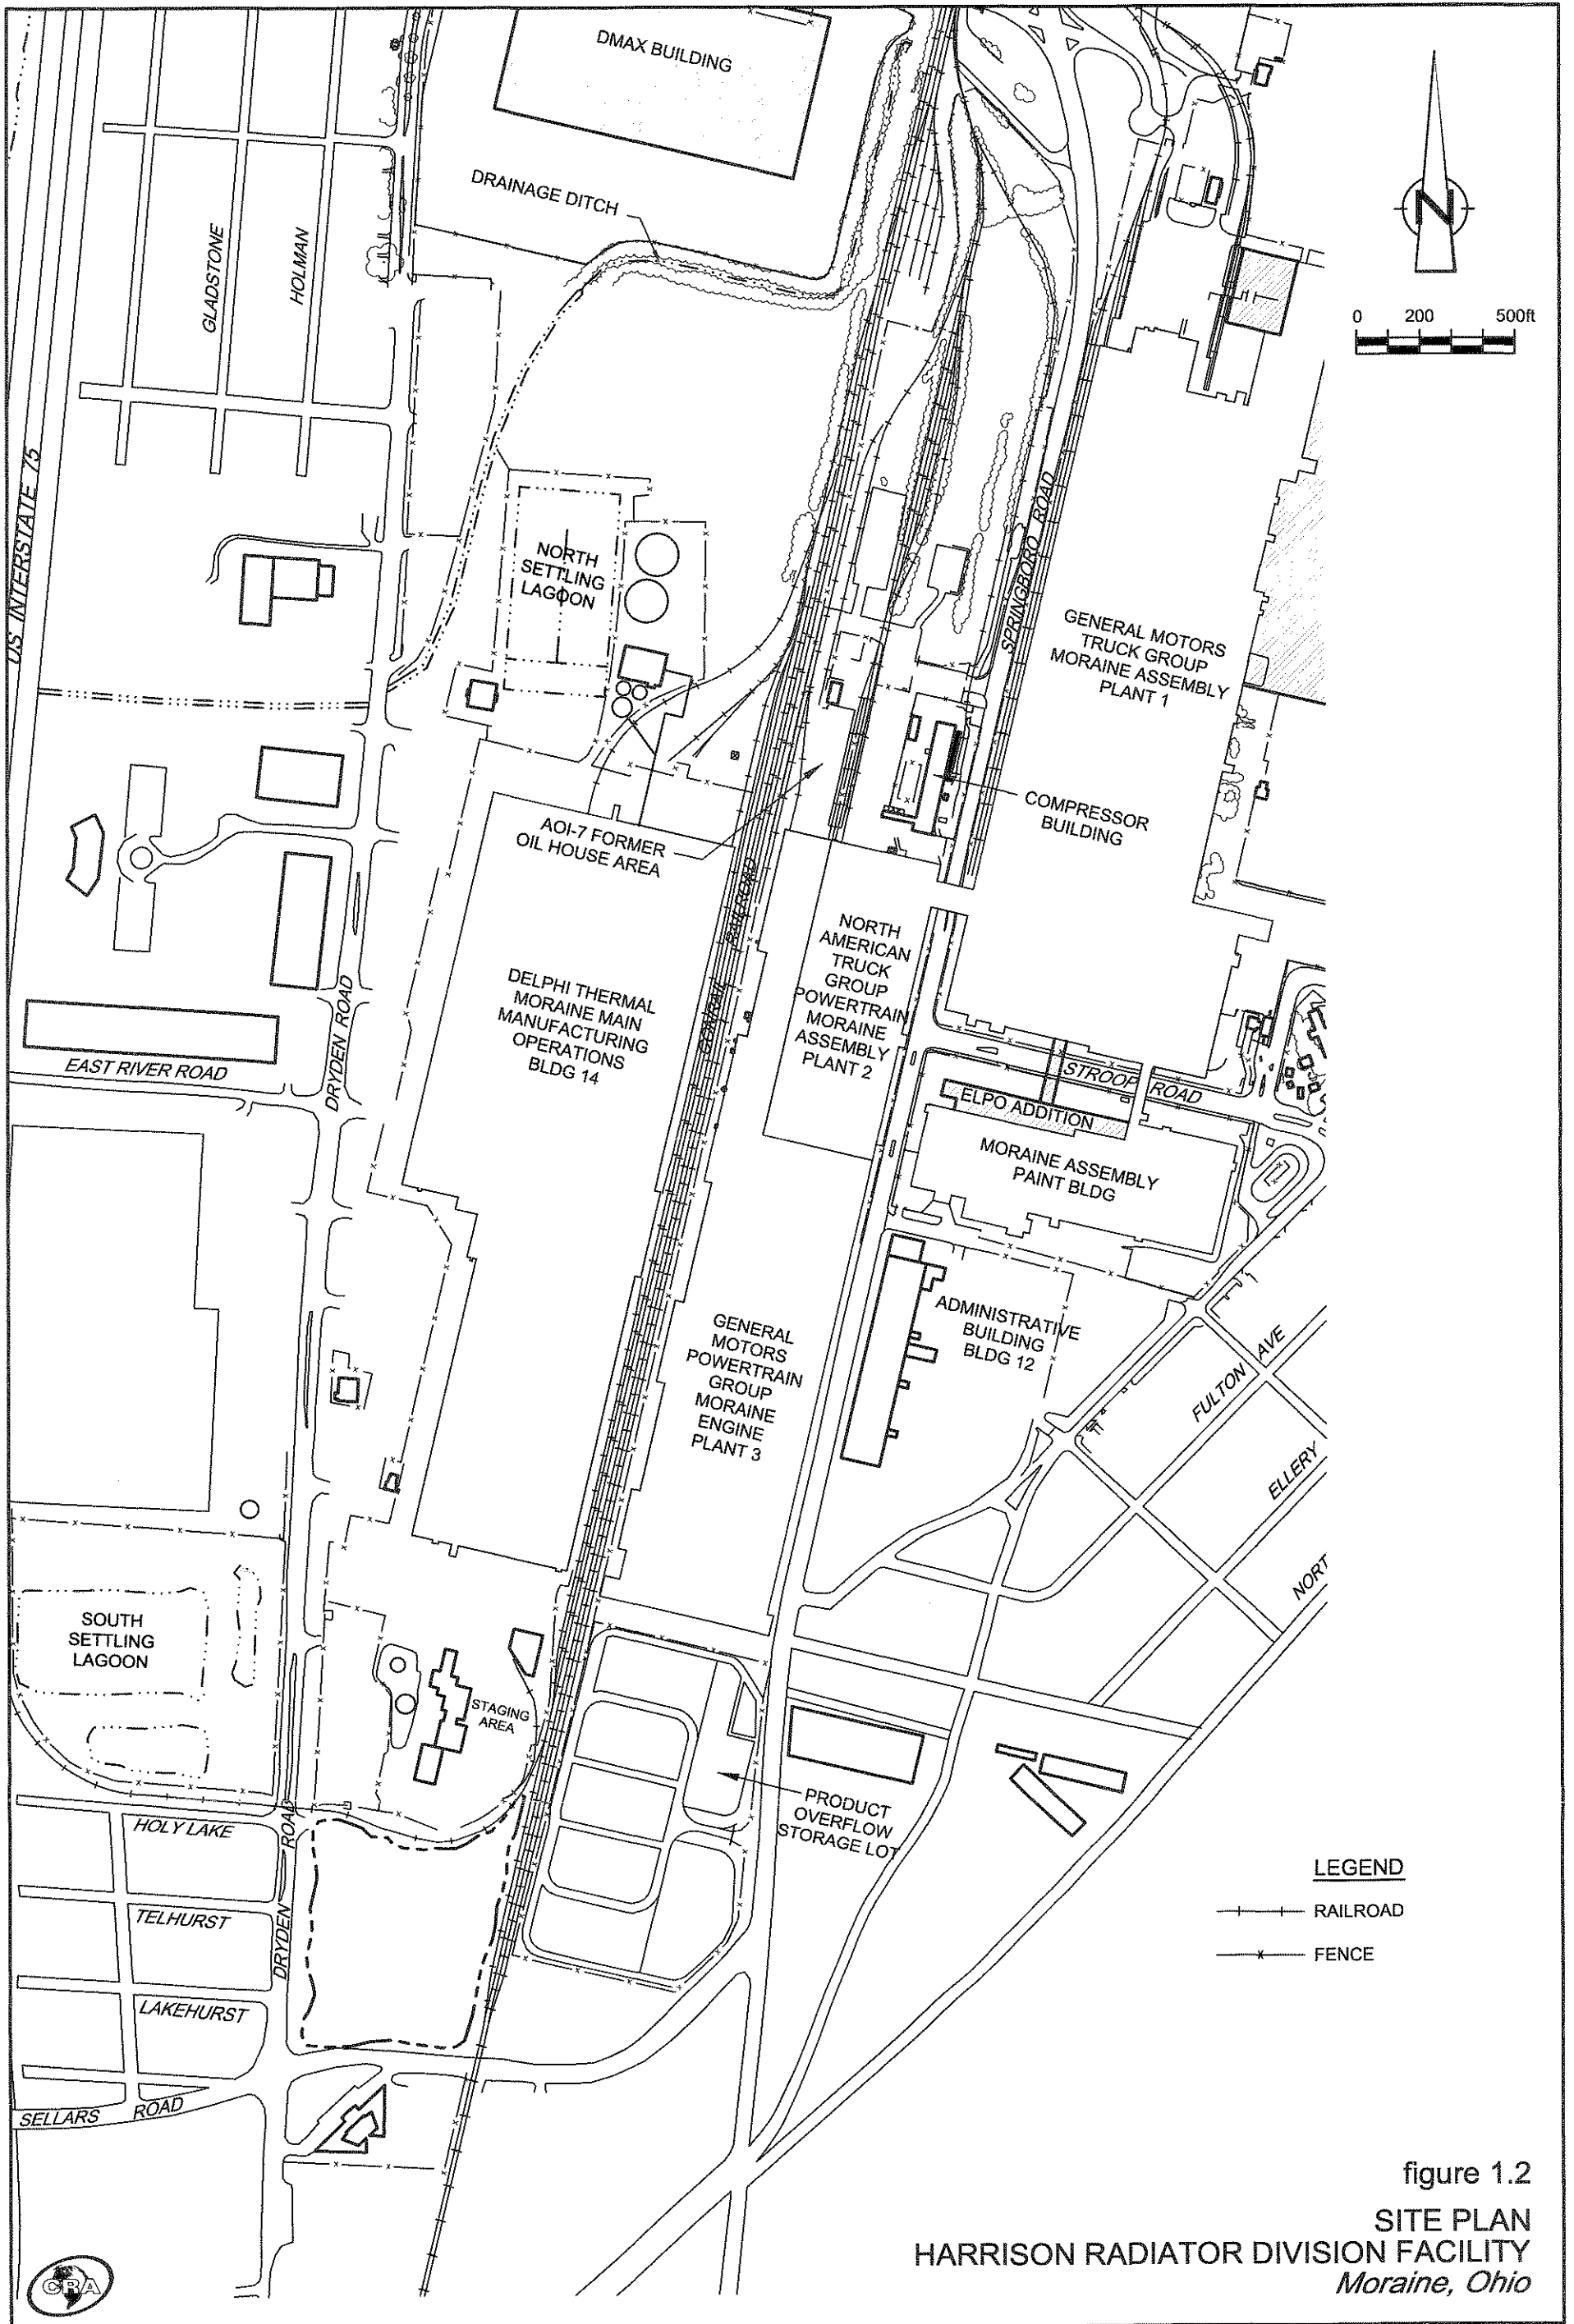 DMAX BUILDING
DRAINAGE DITCH
GLADSTONE
HOLMAN
N
0 200 500ft
US INTERSTATE 75
NORTH
SETTLING
LAGOON
SPRINGBORO ROAD
GENERAL MOTORS
TRUCK GROUP
MORAINE ASSEMBLY
PLANT 1
COMPRESSOR
BUILDING
AOI-7 FORMER
OIL HOUSE AREA
CONRAIL RAILROAD
NORTH
AMERICAN
TRUCK
GROUP
POWERTRAIN
MORAINE
ASSEMBLY
PLANT 2
DELPHI THERMAL
MORAINE MAIN
MANUFACTURING
OPERATIONS
BLDG 14
DRYDEN ROAD
EAST RIVER ROAD
STROOP ROAD
ELPO ADDITION
MORAINE ASSEMBLY
PAINT BLDG
ADMINISTRATIVE
BUILDING
BLDG 12
GENERAL
MOTORS
POWERTRAIN
GROUP
MORAINE
ENGINE
PLANT 3
FULTON AVE
ELLERY
NORT
SOUTH
SETTLING
LAGOON
STAGING
AREA
PRODUCT
OVERFLOW
STORAGE LOT
HOLY LAKE
DRYDEN ROAD
TELHURST
LAKEHURST
SELLARS ROAD
LEGEND
RAILROAD
FENCE
figure 1.2
SITE PLAN
HARRISON RADIATOR DIVISION FACILITY
Moraine, Ohio
CRA